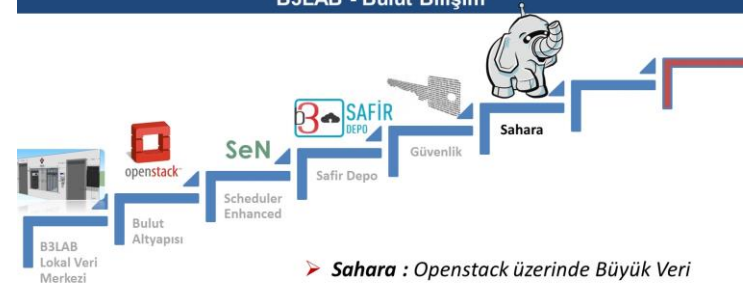 B3LAB - Bulut Bilişim
SAFİR
DEPO
openstack
SeN
Sahara
Güvenlik
Safir Depo
Scheduler
Enhanced
Bulut
Altyapısı
B3LAB
Lokal Veri
Merkezi
➤ Sahara : Openstack üzerinde Büyük Veri